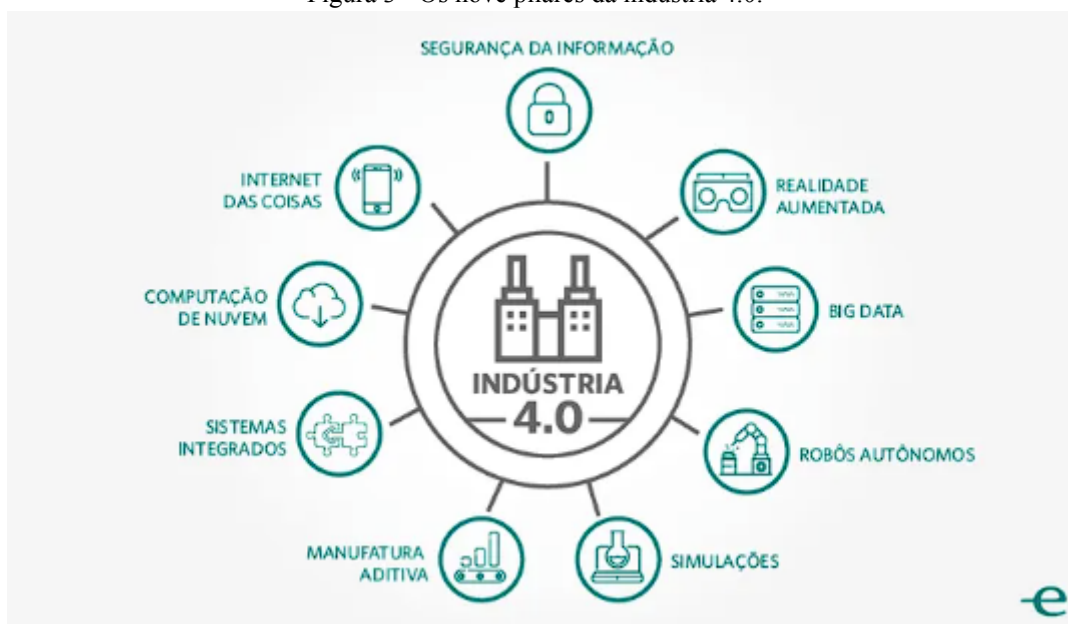 Figura 3 - Os nove pilares da indústria 4.0.
SEGURANÇA DA INFORMAÇÃO
INTERNET
DAS COISAS
REALIDADE
AUMENTADA
COMPUTAÇÃO
DE NUVEM
BIG DATA
INDÚSTRIA
4.0
SISTEMAS
INTEGRADOS
ROBÔS AUTÔNOMOS
MANUFATURA
ADITIVA
SIMULAÇÕES
e